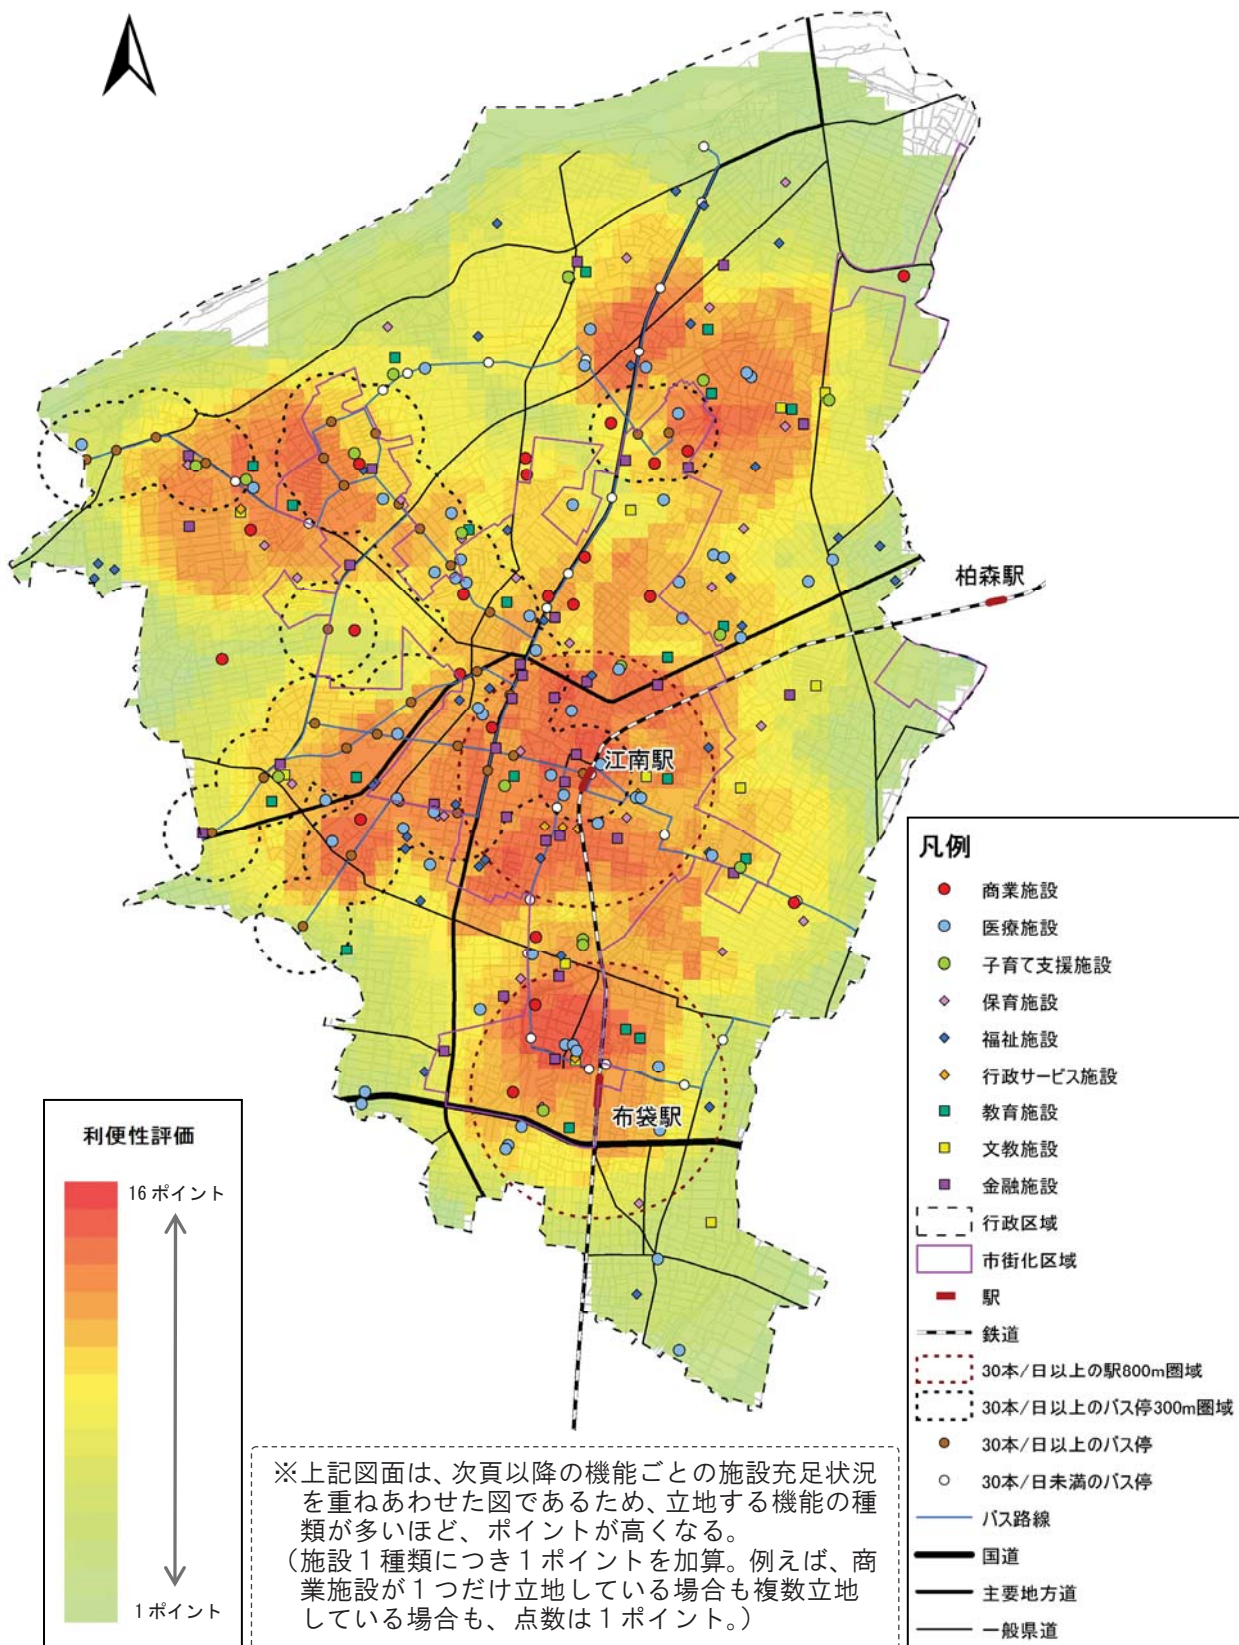 柏森駅
江南駅
布袋駅
利便性評価
16ポイント
1ポイント
※上記図面は、次頁以降の機能ごとの施設充足状況
を重ねあわせた図であるため、立地する機能の種
類が多いほど、ポイントが高くなる。
(施設1種類につき1ポイントを加算。例えば、商
業施設が1つだけ立地している場合も複数立地
している場合も、点数は1ポイント。)
凡例
商業施設
医療施設
子育て支援施設
保育施設
福祉施設
行政サービス施設
教育施設
文教施設
金融施設
行政区域
市街化区域
駅
鉄道
30本/日以上の駅800m圏域
30本/日以上のバス停300m圏域
30本/日以上のバス停
30本/日未満のバス停
バス路線
国道
主要地方道
一般県道